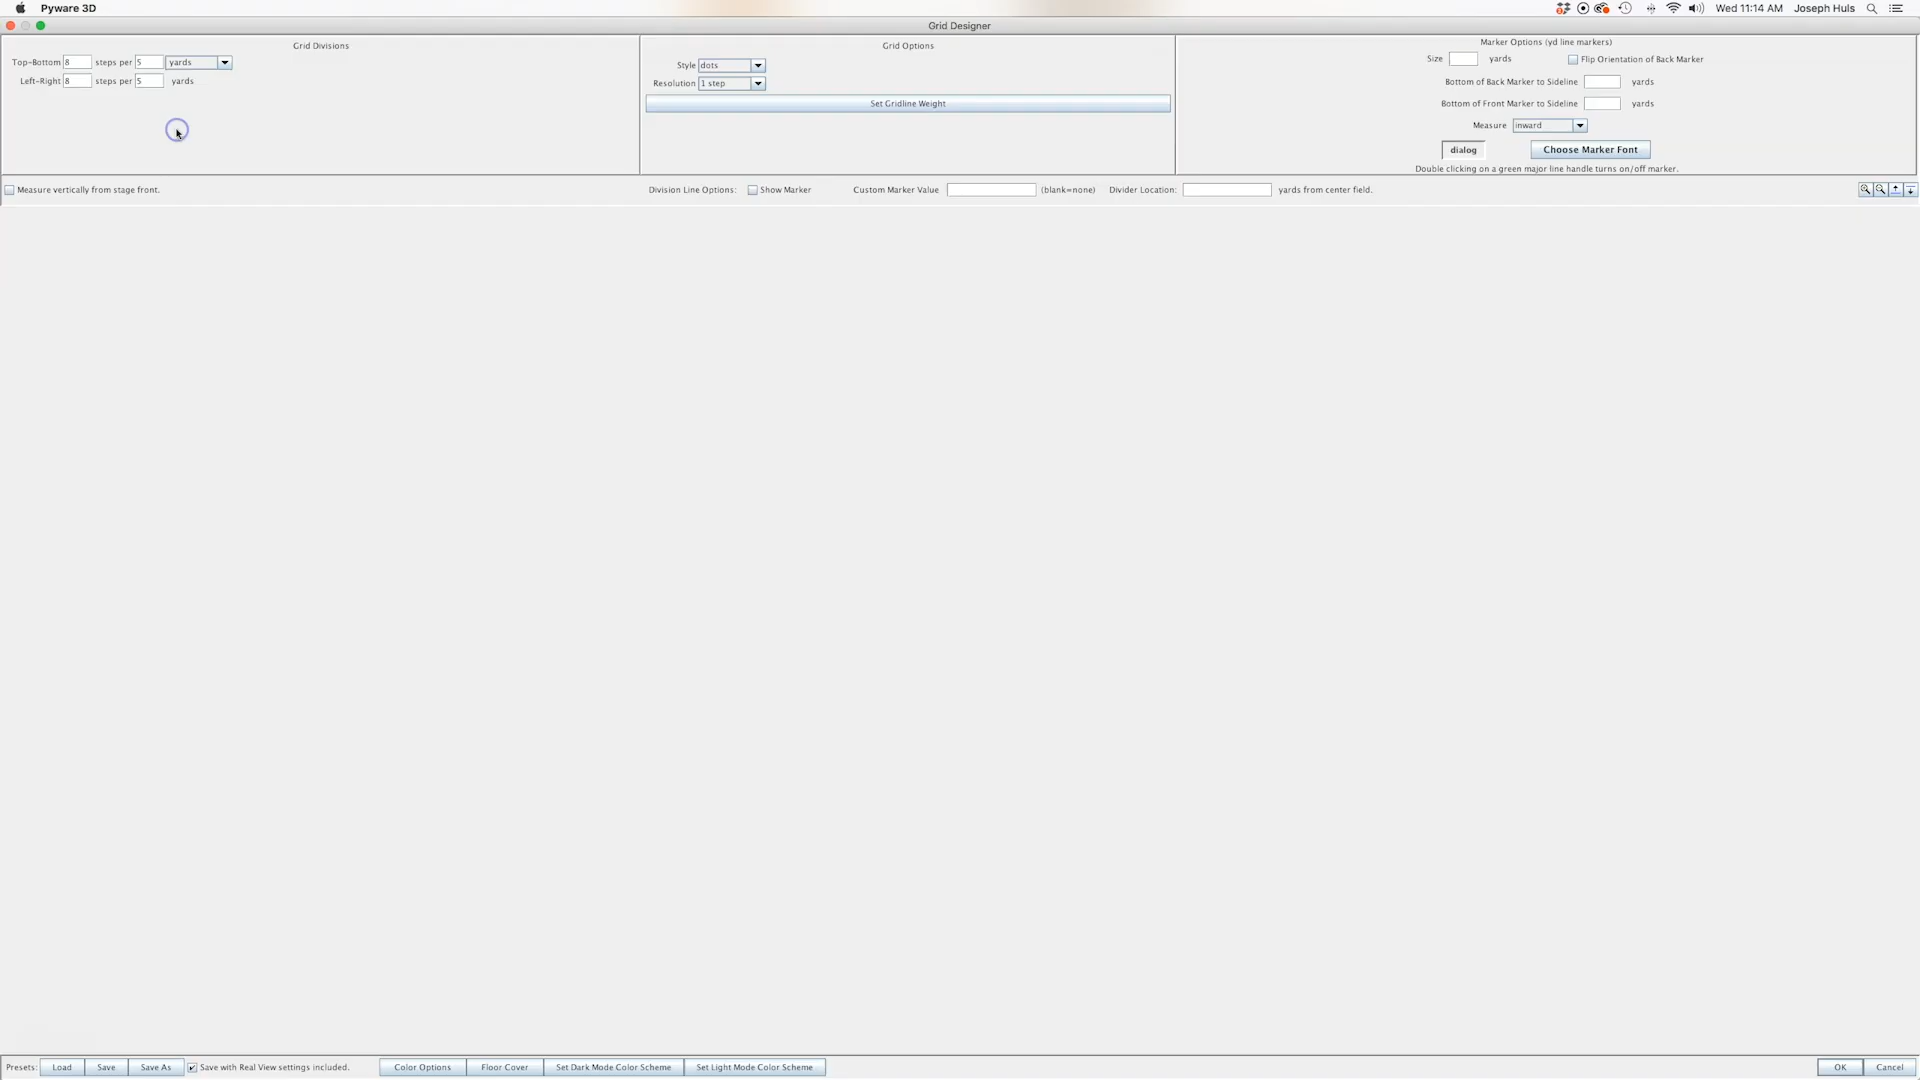 Pyware 3D Wed 11:14 AM Joseph Huls
Grid Designer
Grid Divisions
Top-Bottom 8 steps per 5 yards
Left-Right 8 steps per 5 yards
Grid Options
Style dots
Resolution 1 step
Set Gridline Weight
Marker Options (yd line markers)
Size yards Flip Orientation of Back Marker
Bottom of Back Marker to Sideline yards
Bottom of Front Marker to Sideline yards
Measure inward
dialog Choose Marker Font
Double clicking on a green major line handle turns on/off marker.
Measure vertically from stage front. Division Line Options: Show Marker Custom Marker Value (blank=none) Divider Location: yards from center field.
Presets: Load Save Save As Save with Real View settings included. Color Options Floor Cover Set Dark Mode Color Scheme Set Light Mode Color Scheme OK Cancel